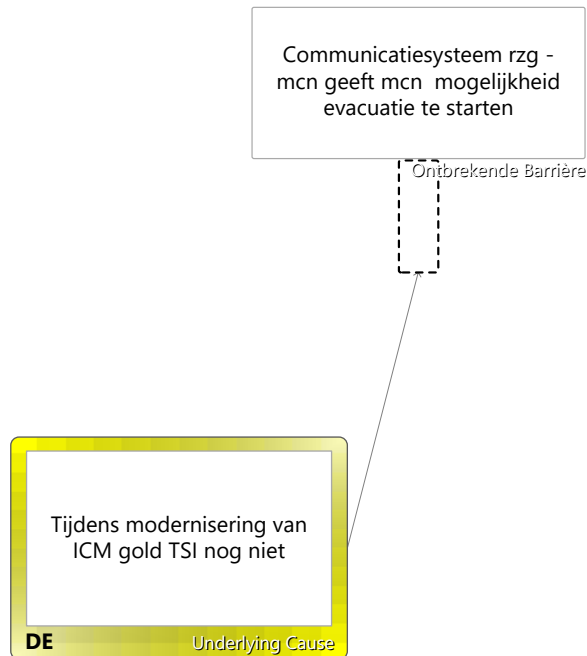 Communicatiesysteem rzg -
mcn geeft mcn  mogelijkheid
evacuatie te starten
Ontbrekende Barrière
Tijdens modernisering van
ICM gold TSI nog niet
DE
Underlying Cause